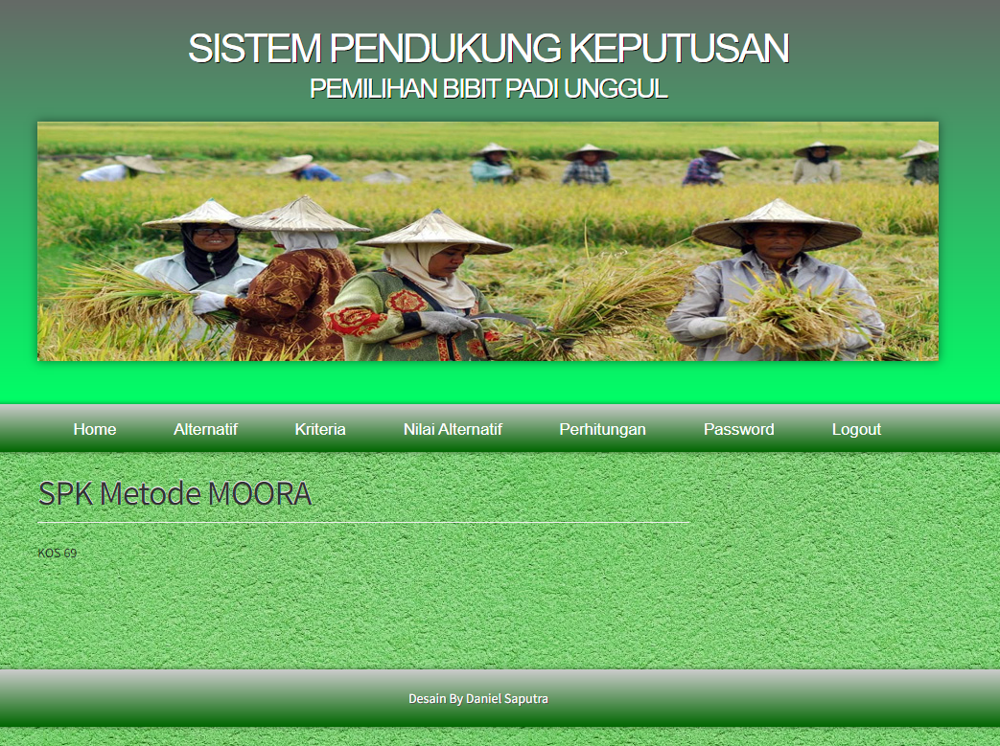 SISTEM PENDUKUNG KEPUTUSAN
PEMILIHAN BIBIT PADI UNGGUL
Home Alternatif Kriteria Nilai Alternatif Perhitungan Password Logout
SPK Metode MOORA
KOS 69
Desain By Daniel Saputra